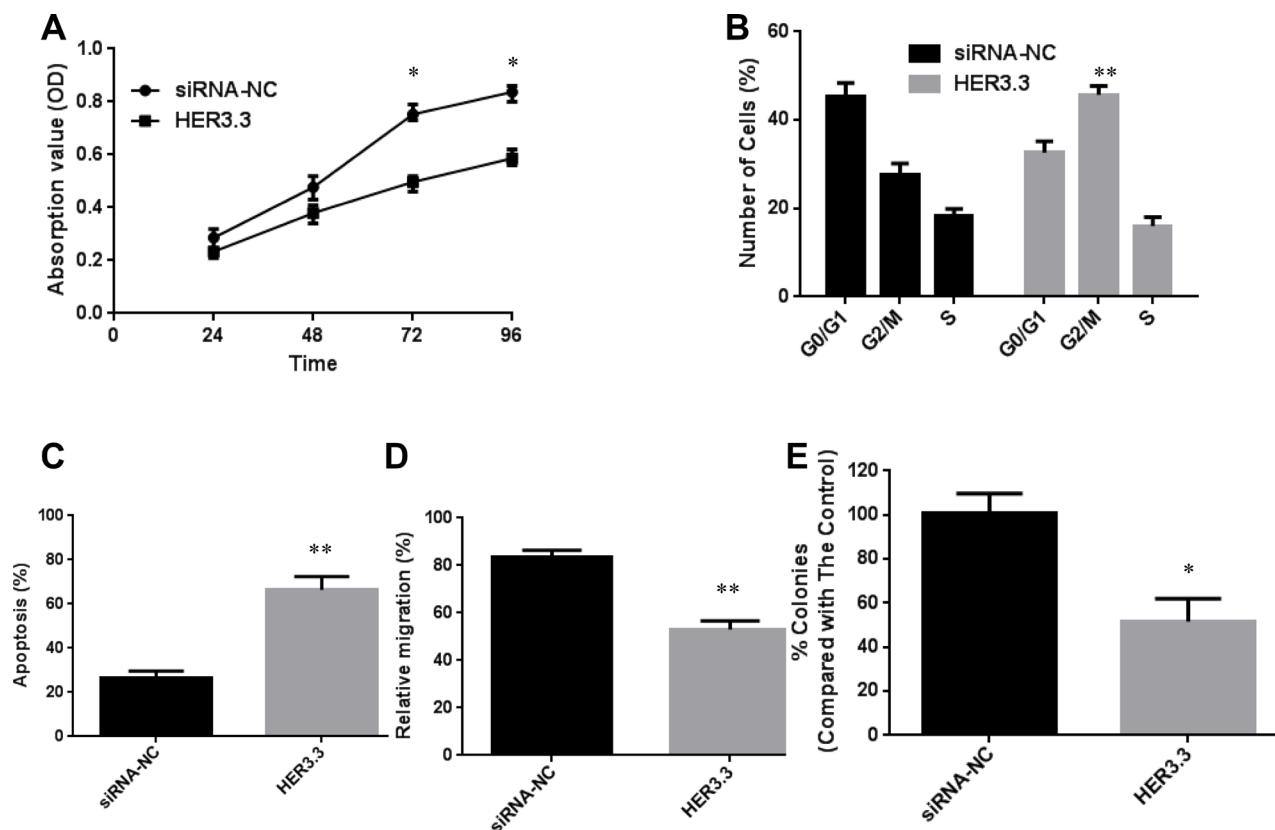 A
Absorption value (OD)
1.0
0.8
0.6
0.4
0.2
0.0
siRNA-NC
HER3.3
*
*
0
24
48
72
96
Time
B
Number of Cells (%)
60
40
20
0
siRNA-NC
HER3.3
**
G0/G1
G2/M
S
G0/G1
G2/M
S
C
Apoptosis (%)
100
80
60
40
20
0
**
siRNA-NC
HER3.3
D
Relative migration (%)
100
80
60
40
20
0
**
siRNA-NC
HER3.3
E
% Colonies
(Compared with The Control)
120
100
80
60
40
20
0
*
siRNA-NC
HER3.3